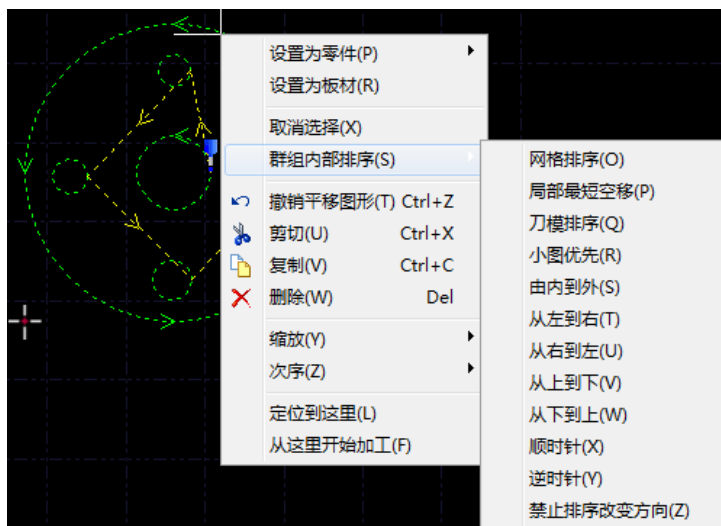 设置为零件(P)
设置为板材(R)
取消选择(X)
群组内部排序(S)
撤销平移图形(T) Ctrl+Z
剪切(U) Ctrl+X
复制(V) Ctrl+C
删除(W) Del
缩放(Y)
次序(Z)
定位到这里(L)
从这里开始加工(F)
网格排序(O)
局部最短空移(P)
刀模排序(Q)
小图优先(R)
由内到外(S)
从左到右(T)
从右到左(U)
从上到下(V)
从下到上(W)
顺时针(X)
逆时针(Y)
禁止排序改变方向(Z)